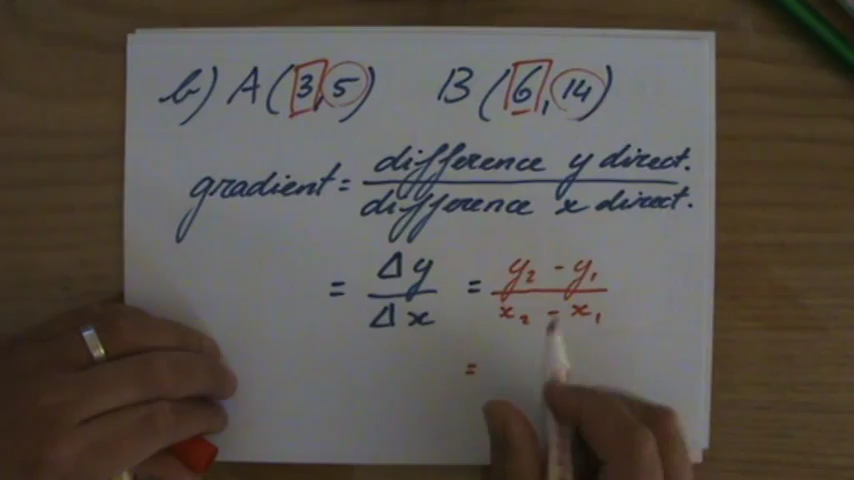 b) A (3,5) B (6,14)
gradient = difference y direct. / difference x direct.
= Δy / Δx = y₂ - y₁ / x₂ - x₁
=